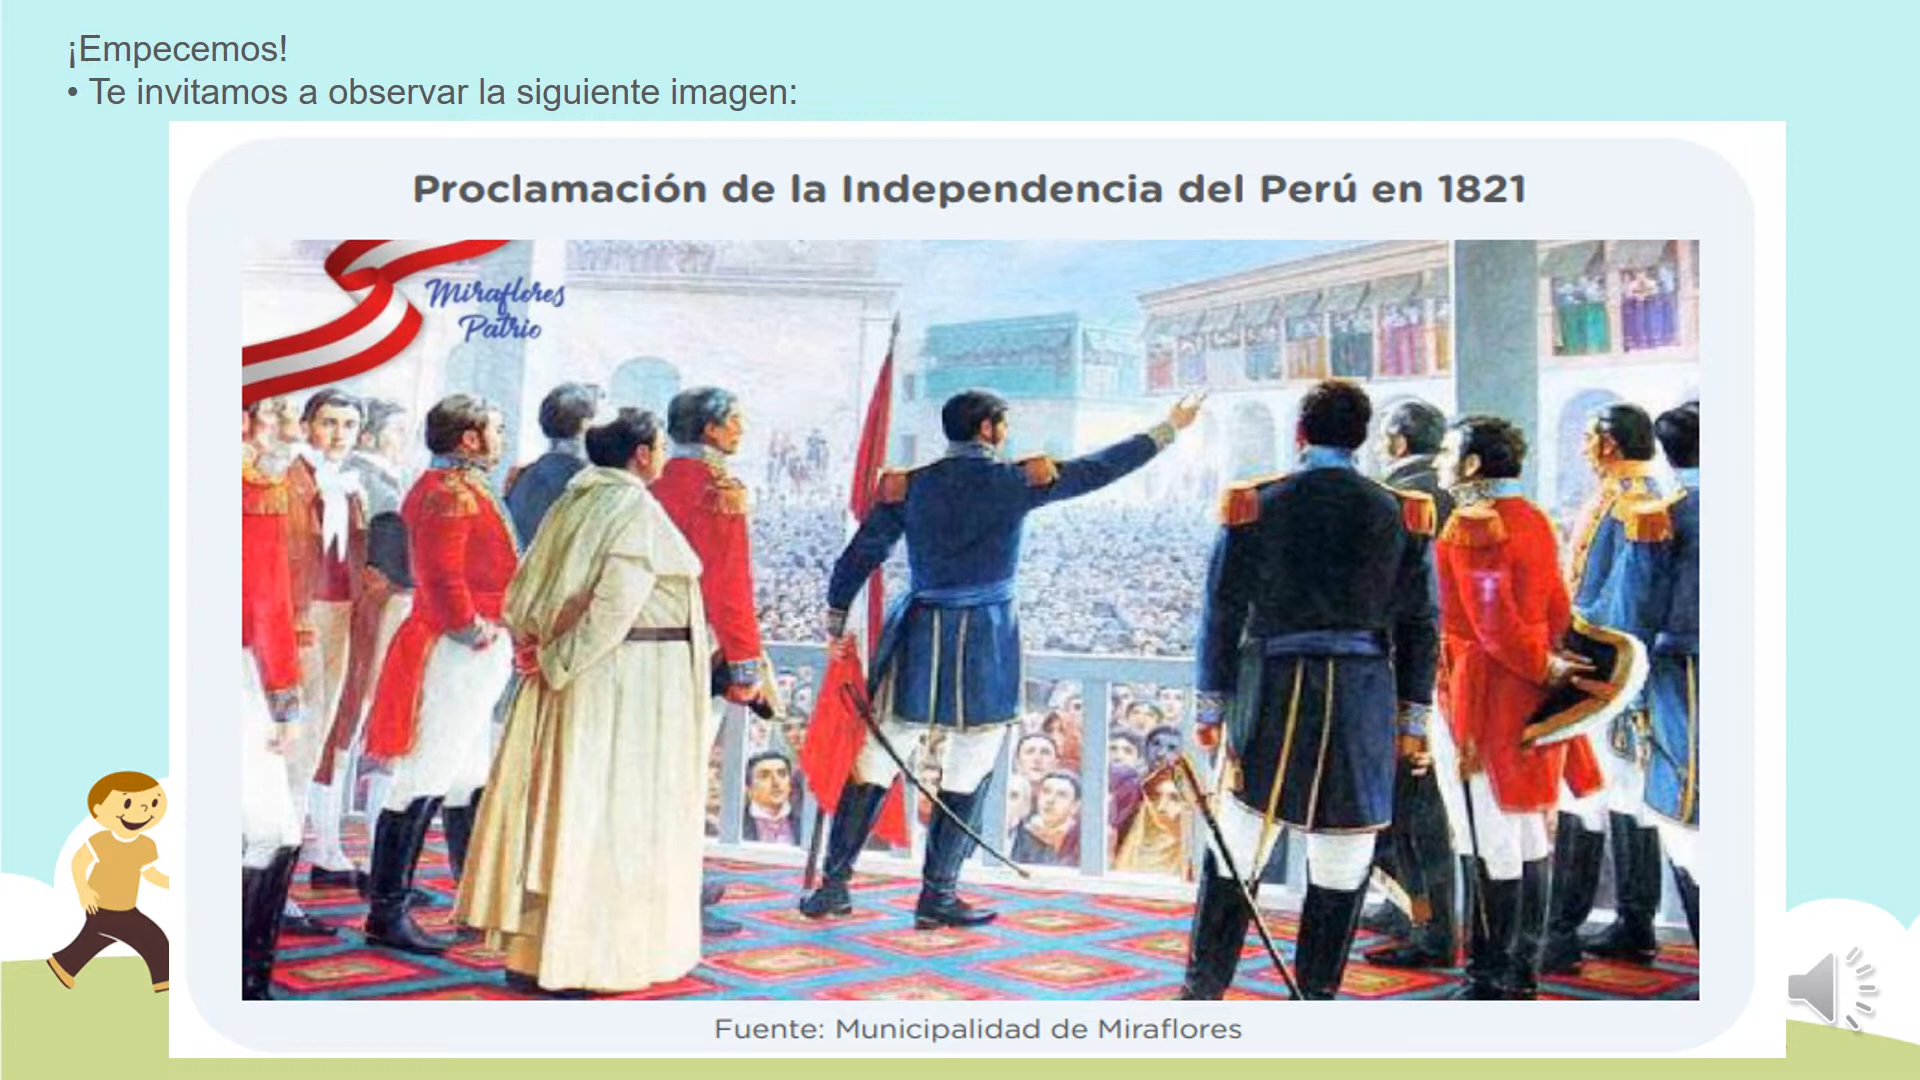 ¡Empecemos!
• Te invitamos a observar la siguiente imagen:
Proclamación de la Independencia del Perú en 1821
Miraflores
Patrio
Fuente: Municipalidad de Miraflores